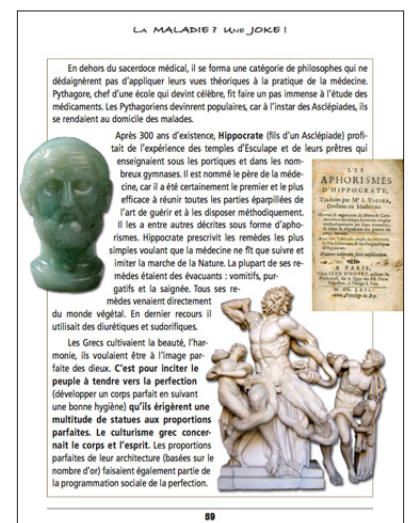 LA MALADIE ? UNE JOKE !
En dehors du sacerdoce médical, il se forma une catégorie de philosophes qui ne
dédaignèrent pas d'appliquer leurs vues théoriques à la pratique de la médecine.
Pythagore, chef d'une école qui devint célèbre, fit faire un pas immense à l'étude des
médicaments. Les Pythagoriens devinrent populaires, car à l'instar des Asclépiades, ils
se rendaient au domicile des malades.
Après 300 ans d'existence, Hippocrate (fils d'un Asclépiade) profi-
tait de l'expérience des temples d'Esculape et de leurs prêtres qui
enseignaient sous les portiques et dans les nom-
breux gymnases. Il est nommé le père de la méde-
cine, car il a été certainement le premier et le plus
efficace à réunir toutes les parties éparpillées de
l'art de guérir et à les disposer méthodiquement.
Il les a entre autres décrites sous forme d'apho-
rismes. Hippocrate prescrivit les remèdes les plus
simples voulant que la médecine ne fît que suivre et
imiter la marche de la Nature. La plupart de ses re-
mèdes étaient des évacuants : vomitifs, pur-
gatifs et la saignée. Tous ses re-
mèdes venaient directement
du monde végétal. En dernier recours il
utilisait des diurétiques et sudorifiques.
Les Grecs cultivaient la beauté, l'har-
monie, ils voulaient être à l'image par-
faite des dieux. C'est pour inciter le
peuple à tendre vers la perfection
(développer un corps parfait en suivant
une bonne hygiène) qu'ils érigèrent une
multitude de statues aux proportions
parfaites. Le culturisme grec concer-
nait le corps et l'esprit. Les proportions
parfaites de leur architecture (basées sur le
nombre d'or) faisaient également partie de
la programmation sociale de la perfection.
LES
APHORISMES
D'HIPPOCRATE,
A PARIS,
59